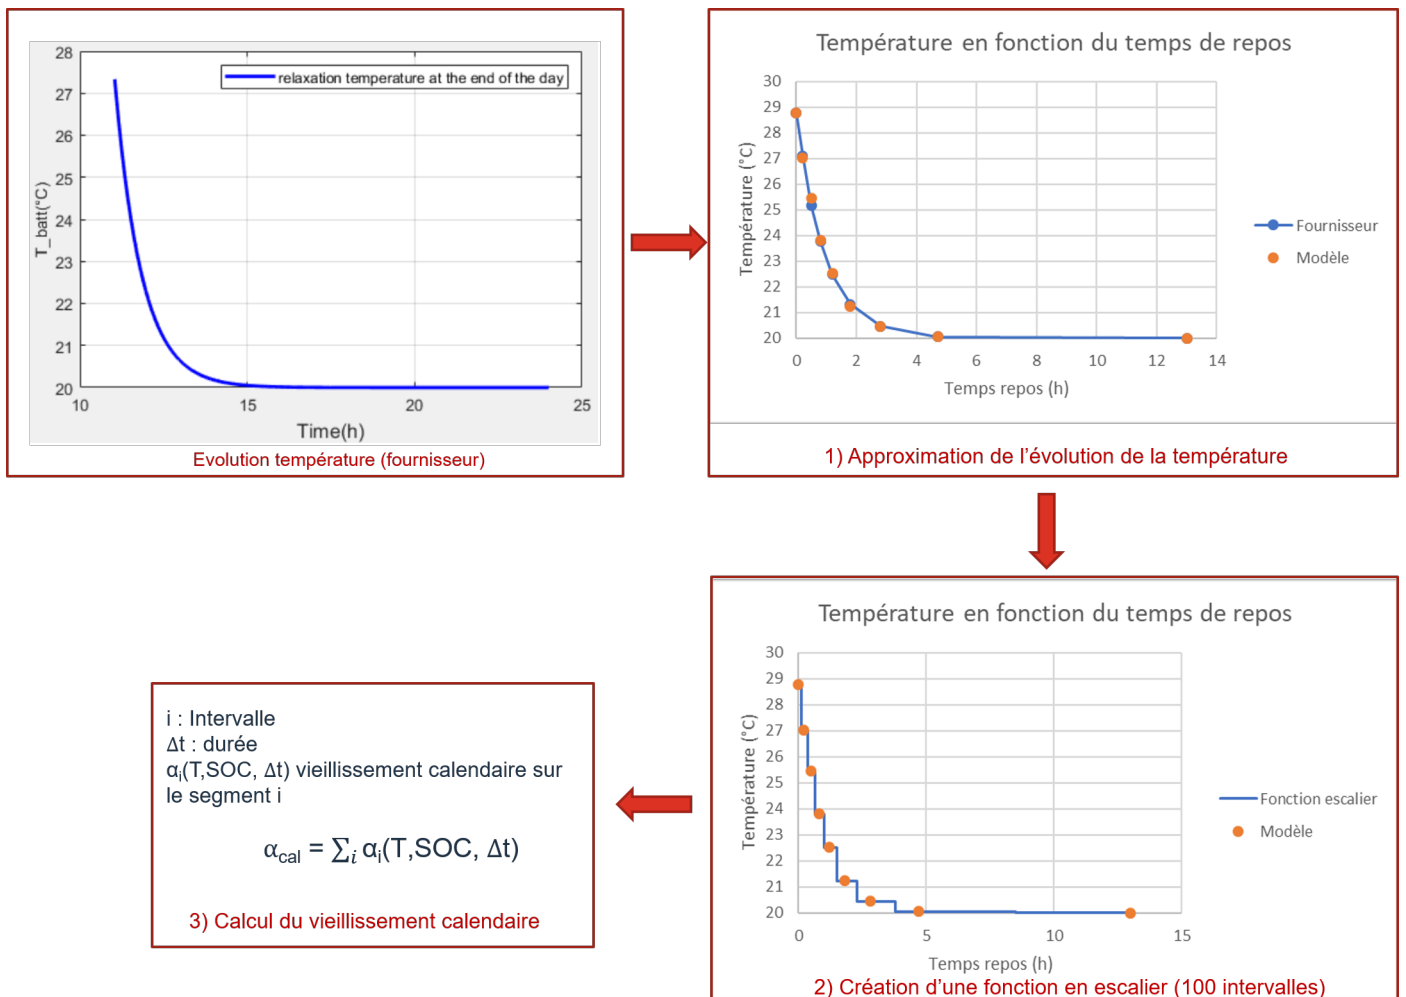 28
27
26
25
24
23
22
21
20
T_batt(°C)
relaxation temperature at the end of the day
10
15
20
25
Time(h)
Evolution température (fournisseur)
Température en fonction du temps de repos
30
29
28
27
26
25
24
23
22
21
20
Température (°C)
0
2
4
6
8
10
12
14
Temps repos (h)
Fournisseur
Modèle
1) Approximation de l'évolution de la température
Température en fonction du temps de repos
30
29
28
27
26
25
24
23
22
21
20
Température (°C)
0
5
10
15
Temps repos (h)
Fonction escalier
Modèle
2) Création d'une fonction en escalier (100 intervalles)
i : Intervalle
Δt : durée
αᵢ(T,SOC, Δt) vieillissement calendaire sur
le segment i
α_cal = ∑ᵢ αᵢ(T,SOC, Δt)
3) Calcul du vieillissement calendaire